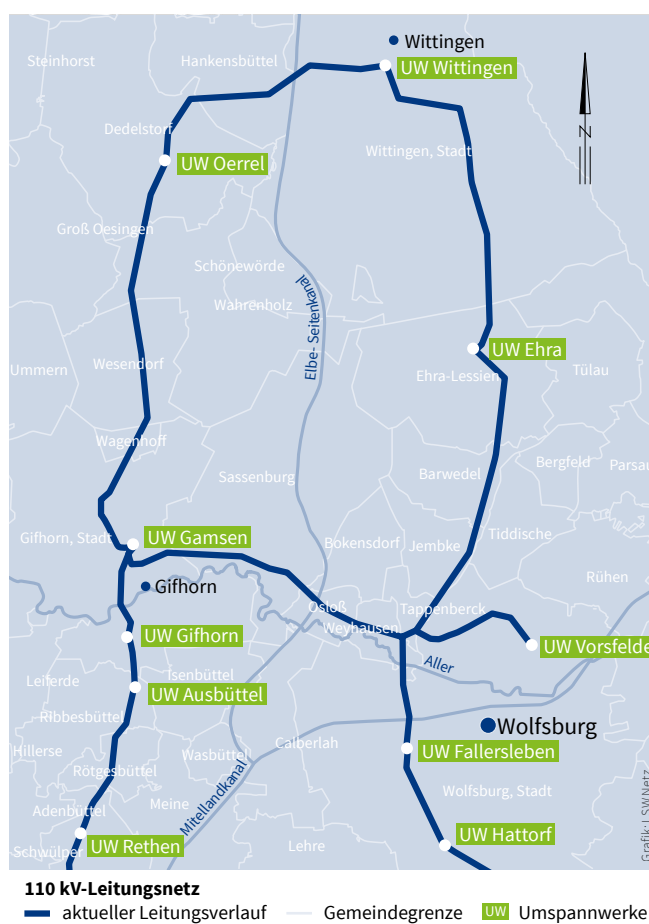 Wittingen
Steinhorst
Hankensbüttel
UW Wittingen
N
Dedelstorf
Wittingen, Stadt
UW Oerrel
Groß Oesingen
Schönewörde
Elbe- Seitenkanal
Wahrenholz
UW Ehra
Ummern
Wesendorf
Ehra-Lessien
Tülau
Wagenhoff
Sassenburg
Barwedel
Bergfeld
Parsau
Gifhorn, Stadt
UW Gamsen
Bokensdorf
Jembke
Tiddische
Rühen
Gifhorn
Osloß
Tappenberck
Weyhausen
UW Gifhorn
UW Vorsfelde
Aller
Isenbüttel
Leiferde
UW Ausbüttel
Ribbesbüttel
Wolfsburg
Hillerse
Wasbüttel
Calberlah
UW Fallersleben
Rötgesbüttel
Mitellandkanal
Meine
Wolfsburg, Stadt
Adenbüttel
UW Hattorf
Schwülper
UW Rethen
Lehre
Grafik: LSW Netz
110 kV-Leitungsnetz
aktueller Leitungsverlauf
Gemeindegrenze
UW Umspannwerke